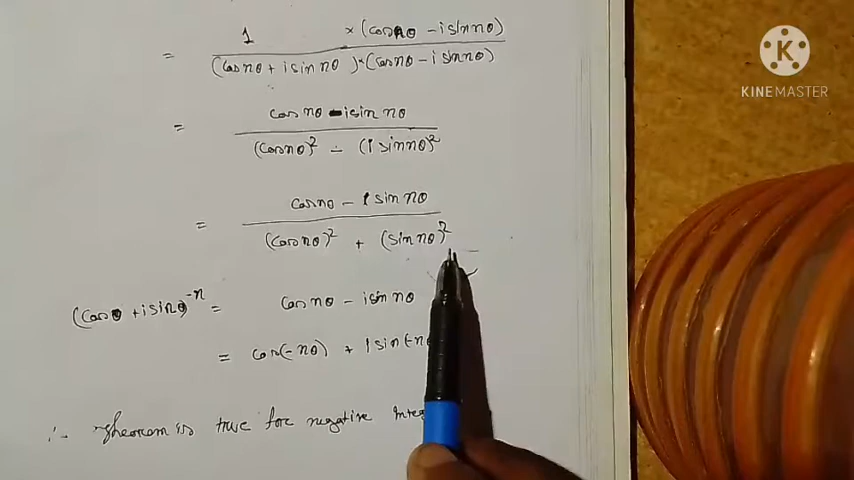 1 × (cos nθ − i sin nθ)
= (cos nθ + i sin nθ) × (cos nθ − i sin nθ)
cos nθ − i sin nθ
= (cos nθ)² − (i sin nθ)²
cos nθ − i sin nθ
= (cos nθ)² + (sin nθ)²
(cos θ + i sin θ)⁻ⁿ = cos nθ − i sin nθ
= cos(−nθ) + i sin(−n
∴ Theorem is true for negative
K
KINEMASTER